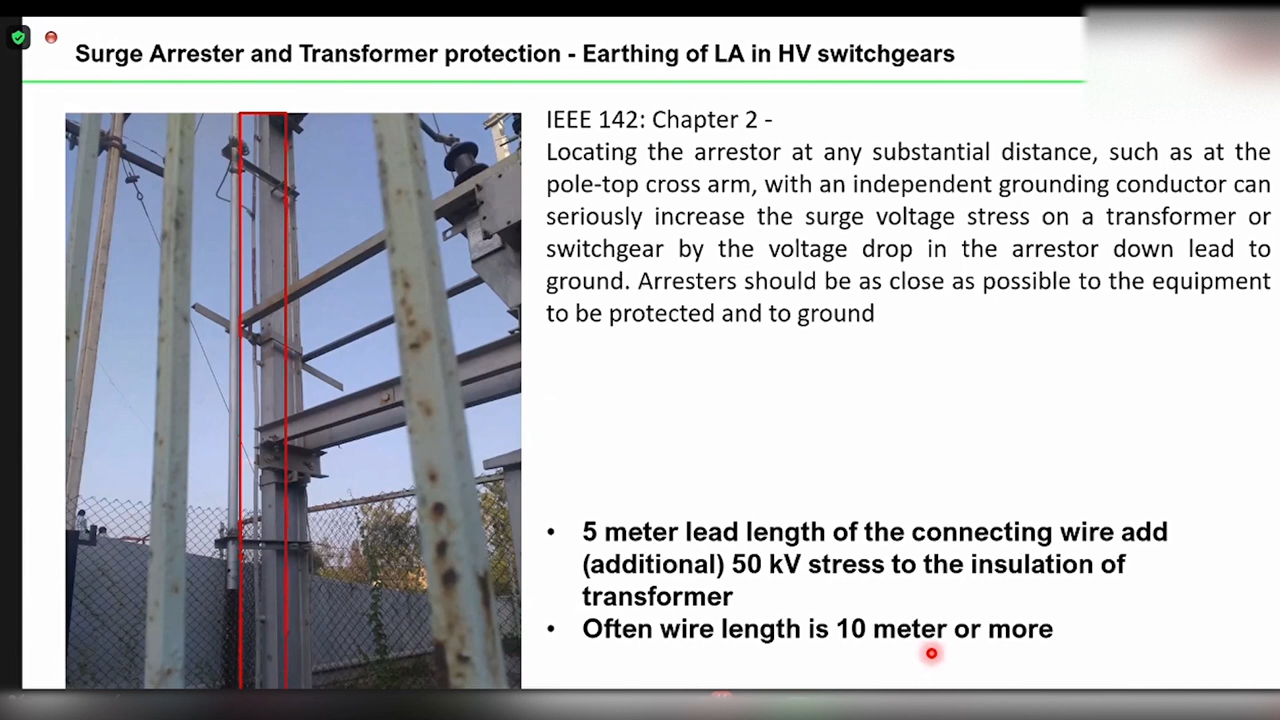 Surge Arrester and Transformer protection - Earthing of LA in HV switchgears
IEEE 142: Chapter 2 -
Locating the arrestor at any substantial distance, such as at the
pole-top cross arm, with an independent grounding conductor can
seriously increase the surge voltage stress on a transformer or
switchgear by the voltage drop in the arrestor down lead to
ground. Arresters should be as close as possible to the equipment
to be protected and to ground
• 5 meter lead length of the connecting wire add
(additional) 50 kV stress to the insulation of
transformer
• Often wire length is 10 meter or more